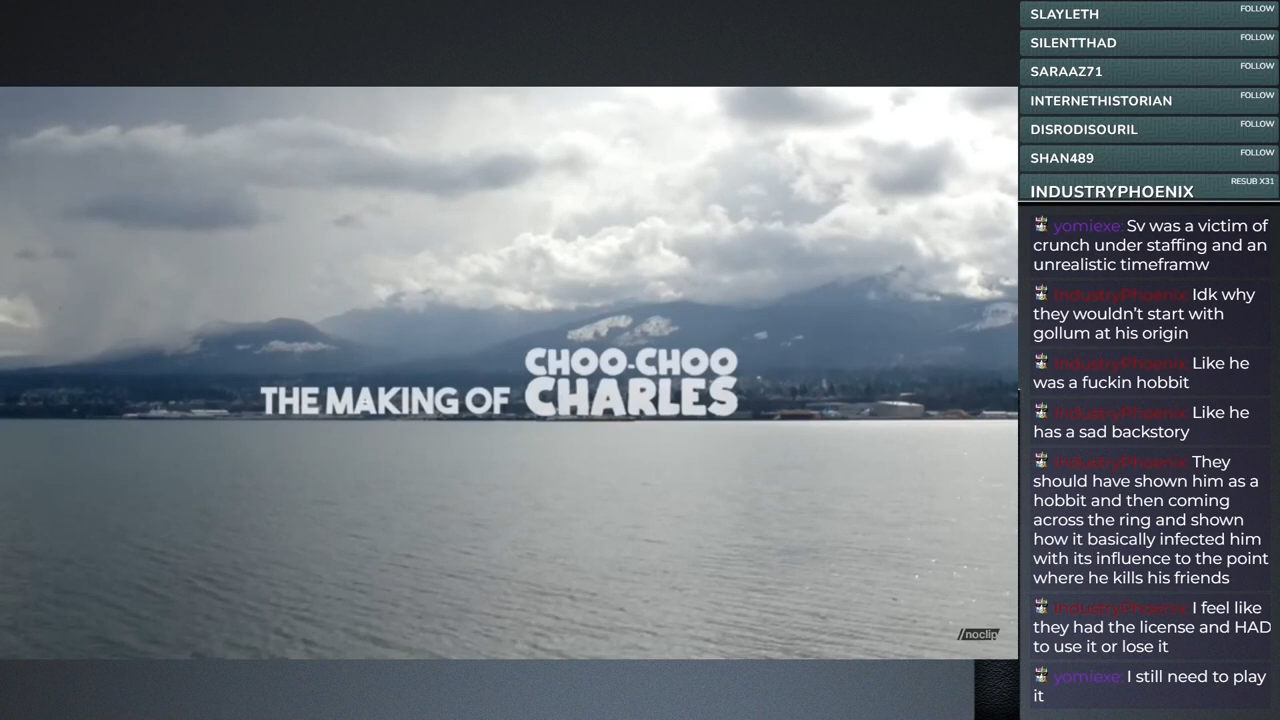 SLAYLETH FOLLOW
SILENTTHAD FOLLOW
SARAAZ71 FOLLOW
INTERNETHISTORIAN FOLLOW
DISRODISOURIL FOLLOW
SHAN489 FOLLOW
INDUSTRYPHOENIX RESUB X31
THE MAKING OF CHOO-CHOO
CHARLES
/noclip
yomiexe: Sv was a victim of
crunch under staffing and an
unrealistic timeframw
IndustryPhoenix: Idk why
they wouldn't start with
gollum at his origin
IndustryPhoenix: Like he
was a fuckin hobbit
IndustryPhoenix: Like he
has a sad backstory
IndustryPhoenix: They
should have shown him as a
hobbit and then coming
across the ring and shown
how it basically infected him
with its influence to the point
where he kills his friends
IndustryPhoenix: I feel like
they had the license and HAD
to use it or lose it
yomiexe: I still need to play
it